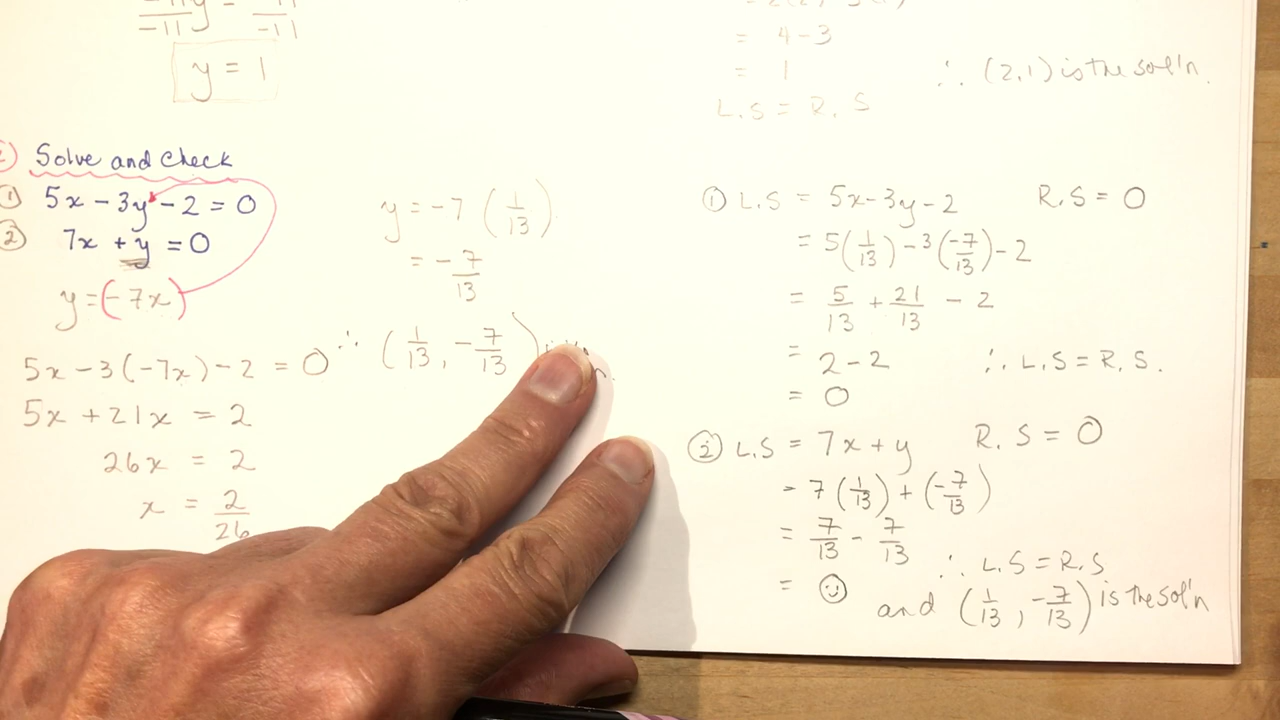 y = 1
= 4 - 3
= 1
L.S = R.S
∴ (2,1) is the sol'n.
Solve and check
① 5x - 3y - 2 = 0
② 7x + y = 0
y = (-7x)
5x - 3(-7x) - 2 = 0
5x + 21x = 2
26x = 2
x = 2/26
y = -7 (1/13)
= -7/13
∴ (1/13, -7/13)
① L.S = 5x - 3y - 2 R.S = 0
= 5(1/13) - 3(-7/13) - 2
= 5/13 + 21/13 - 2
= 2 - 2 ∴ L.S = R.S.
= 0
② L.S = 7x + y R.S = 0
= 7(1/13) + (-7/13)
= 7/13 - 7/13
= 0 ∴ L.S = R.S
and (1/13, -7/13) is the sol'n